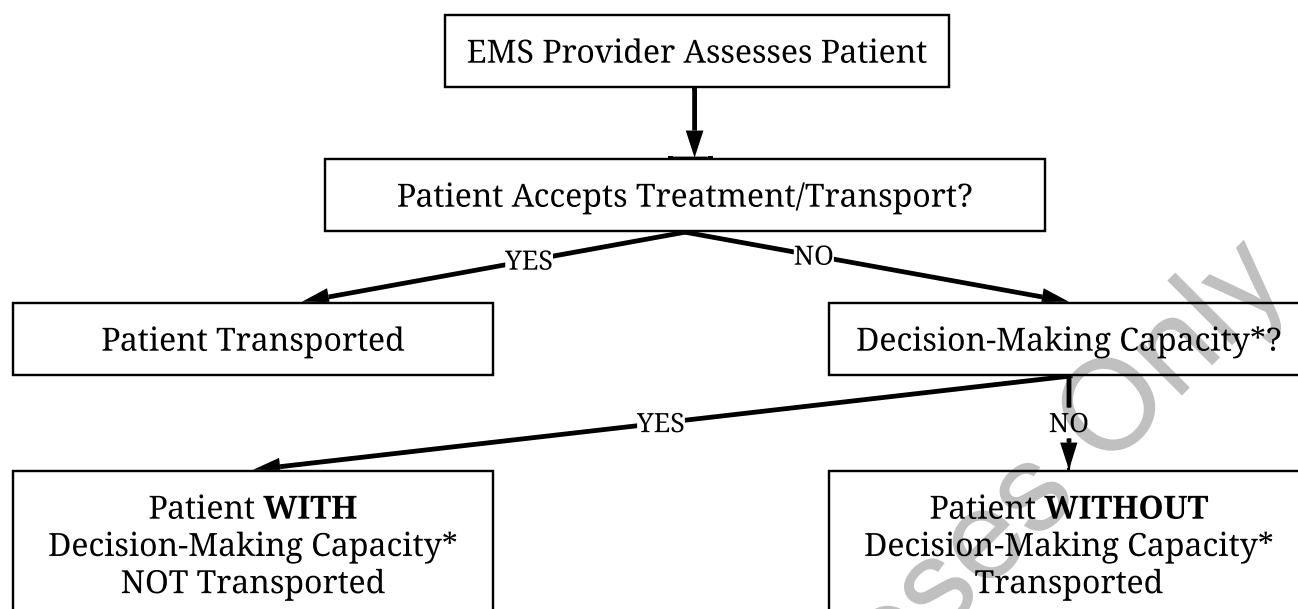 EMS Provider Assesses Patient
Patient Accepts Treatment/Transport?
YES
NO
Patient Transported
Decision-Making Capacity*?
YES
NO
Patient WITH
Decision-Making Capacity*
NOT Transported
Patient WITHOUT
Decision-Making Capacity*
Transported
Only